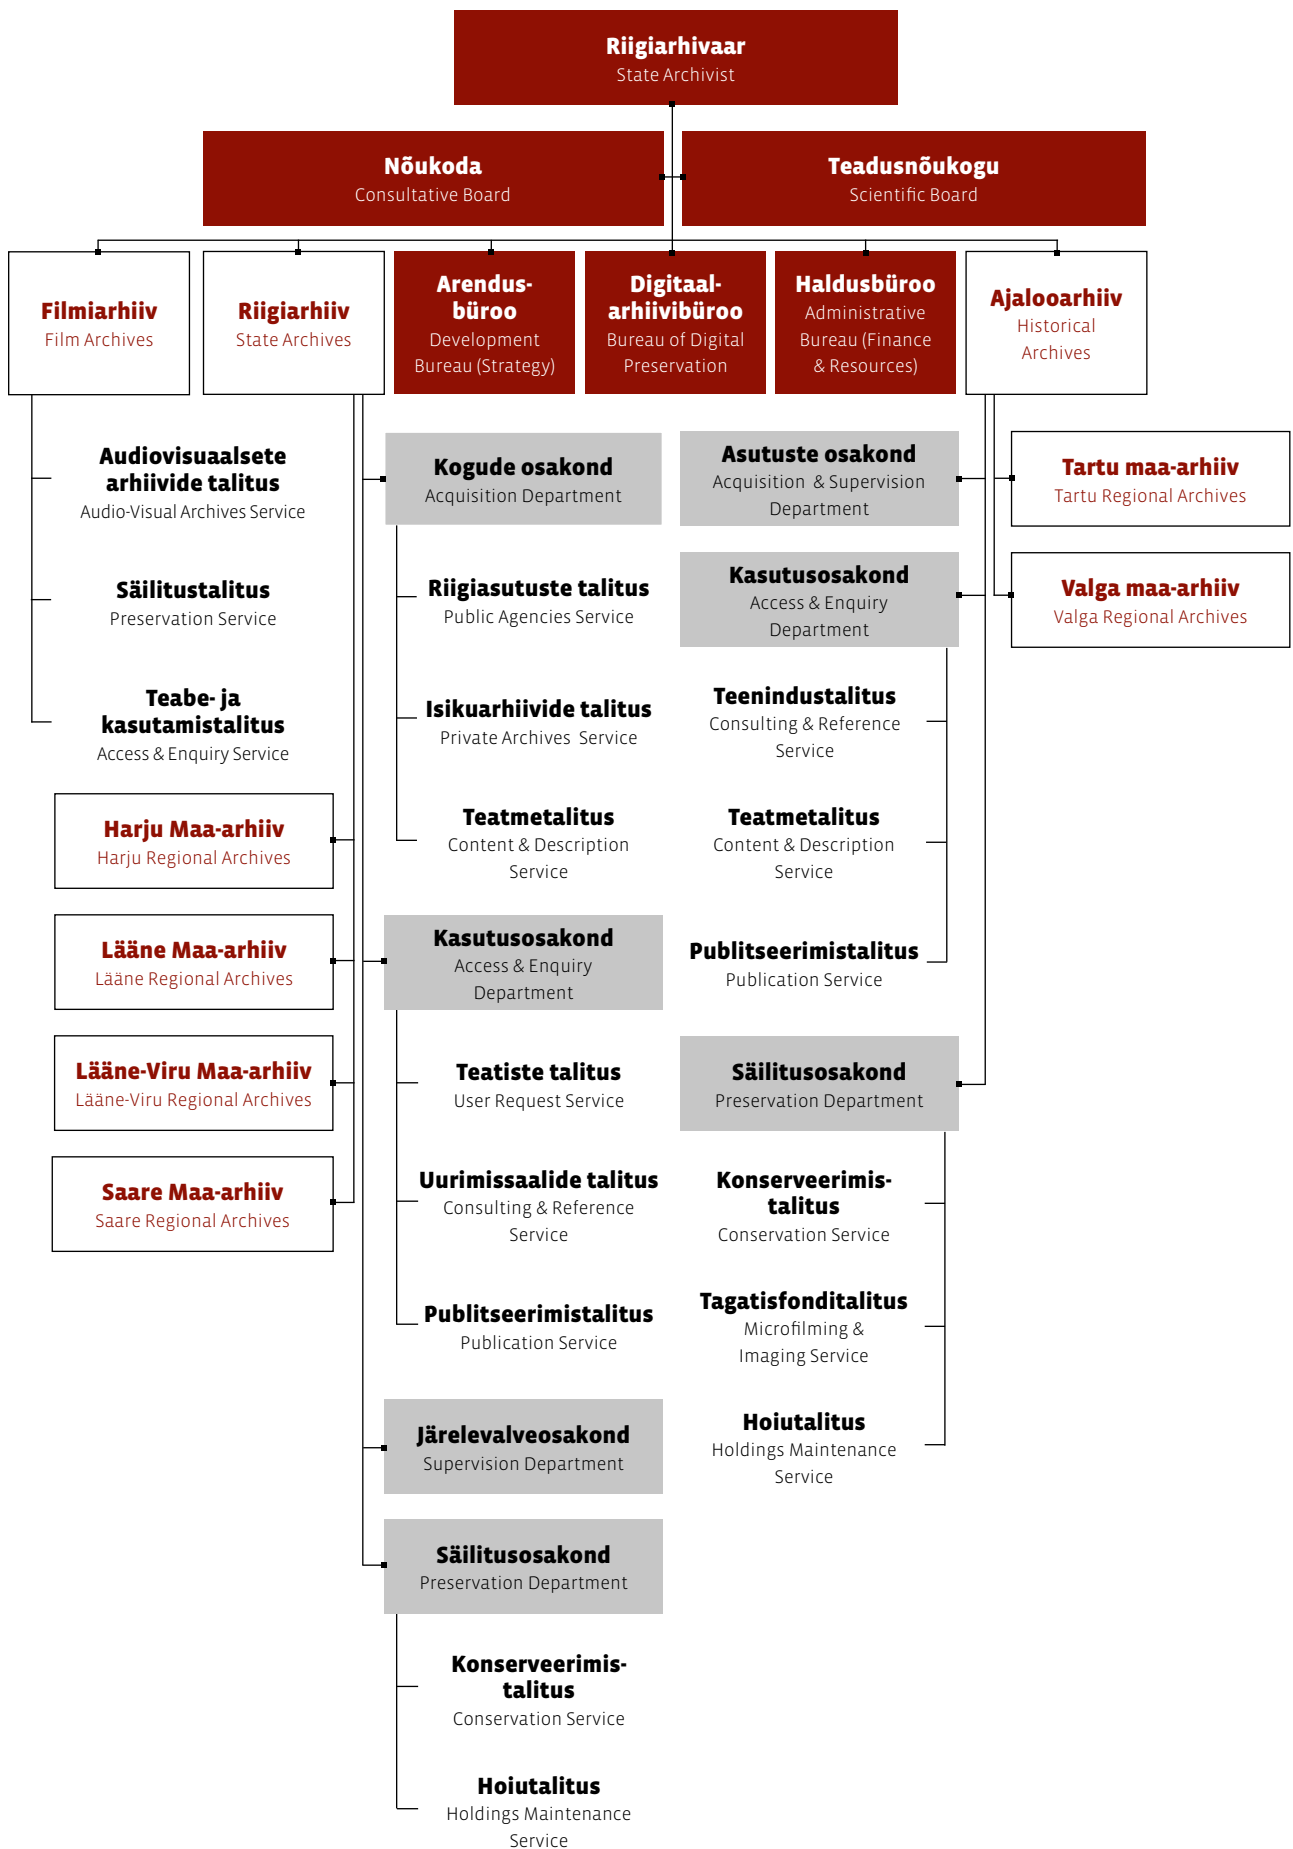 Riigiarhivaar
State Archivist
Nõukoda
Consultative Board
Teadusnõukogu
Scientific Board
Filmiarhiiv
Film Archives
Riigiarhiiv
State Archives
Arendus-
büroo
Development
Bureau (Strategy)
Digitaal-
arhiivibüroo
Bureau of Digital
Preservation
Haldusbüroo
Administrative
Bureau (Finance
& Resources)
Ajalooarhiiv
Historical
Archives
Audiovisuaalsete
arhiivide talitus
Audio-Visual Archives Service
Säilitustalitus
Preservation Service
Teabe- ja
kasutamistalitus
Access & Enquiry Service
Harju Maa-arhiiv
Harju Regional Archives
Lääne Maa-arhiiv
Lääne Regional Archives
Lääne-Viru Maa-arhiiv
Lääne-Viru Regional Archives
Saare Maa-arhiiv
Saare Regional Archives
Kogude osakond
Acquisition Department
Riigiasutuste talitus
Public Agencies Service
Isikuarhiivide talitus
Private Archives Service
Teatmetalitus
Content & Description
Service
Kasutusosakond
Access & Enquiry
Department
Teatiste talitus
User Request Service
Uurimissaalide talitus
Consulting & Reference
Service
Publitseerimistalitus
Publication Service
Järelevalveosakond
Supervision Department
Säilitusosakond
Preservation Department
Konserveerimis-
talitus
Conservation Service
Hoiutalitus
Holdings Maintenance
Service
Asutuste osakond
Acquisition & Supervision
Department
Kasutusosakond
Access & Enquiry
Department
Teenindustalitus
Consulting & Reference
Service
Teatmetalitus
Content & Description
Service
Publitseerimistalitus
Publication Service
Säilitusosakond
Preservation Department
Konserveerimis-
talitus
Conservation Service
Tagatisfonditalitus
Microfilming &
Imaging Service
Hoiutalitus
Holdings Maintenance
Service
Tartu maa-arhiiv
Tartu Regional Archives
Valga maa-arhiiv
Valga Regional Archives